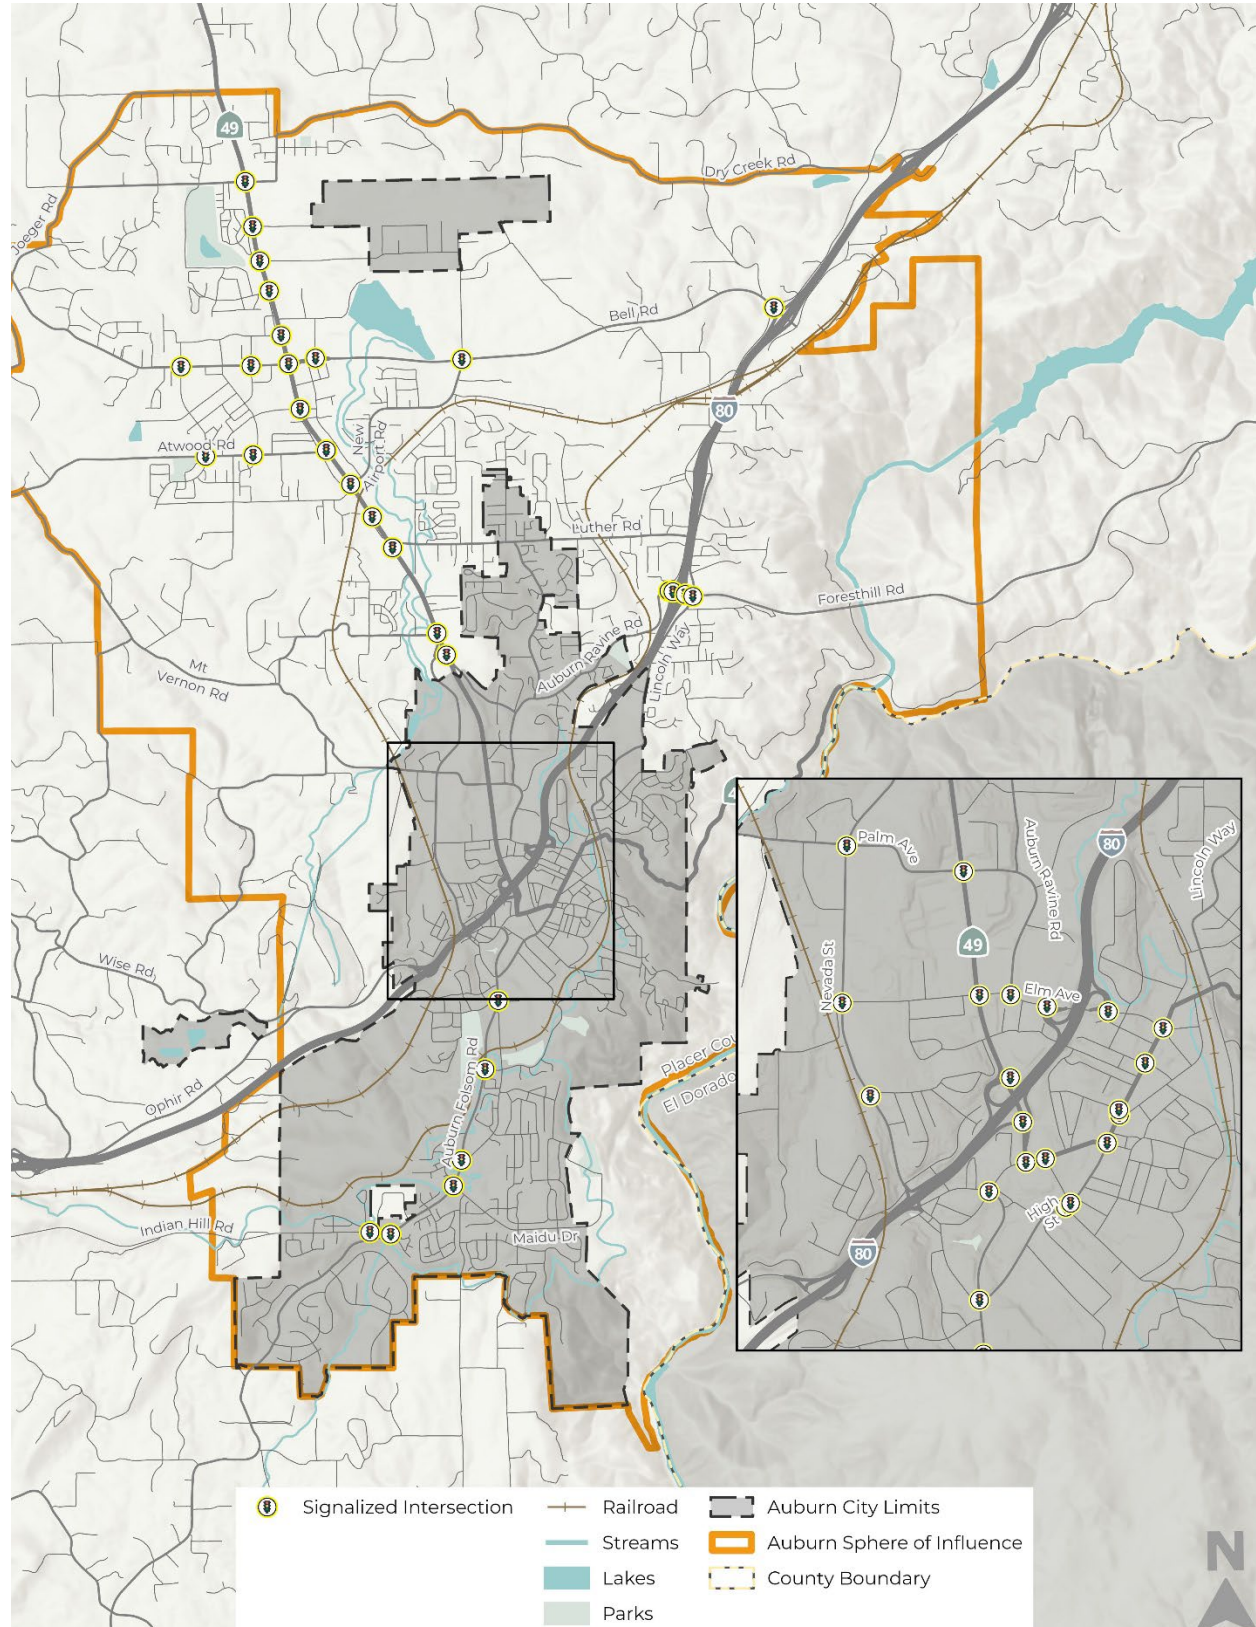 49
Dry Creek Rd
Joeger Rd
Bell Rd
80
Atwood Rd
New
Airport Rd
Luther Rd
Foresthill Rd
Auburn Ravine Rd
Lincoln Way
Mt
Vernon Rd
4
Palm Ave
Auburn Ravine Rd
80
Lincoln Way
49
Nevada St
Elm Ave
High
St
80
Wise Rd
Ophir Rd
Auburn Folsom Rd
Placer Cou
El Dorado
Indian Hill Rd
Maidu Dr
Signalized Intersection
Railroad
Streams
Lakes
Parks
Auburn City Limits
Auburn Sphere of Influence
County Boundary
N